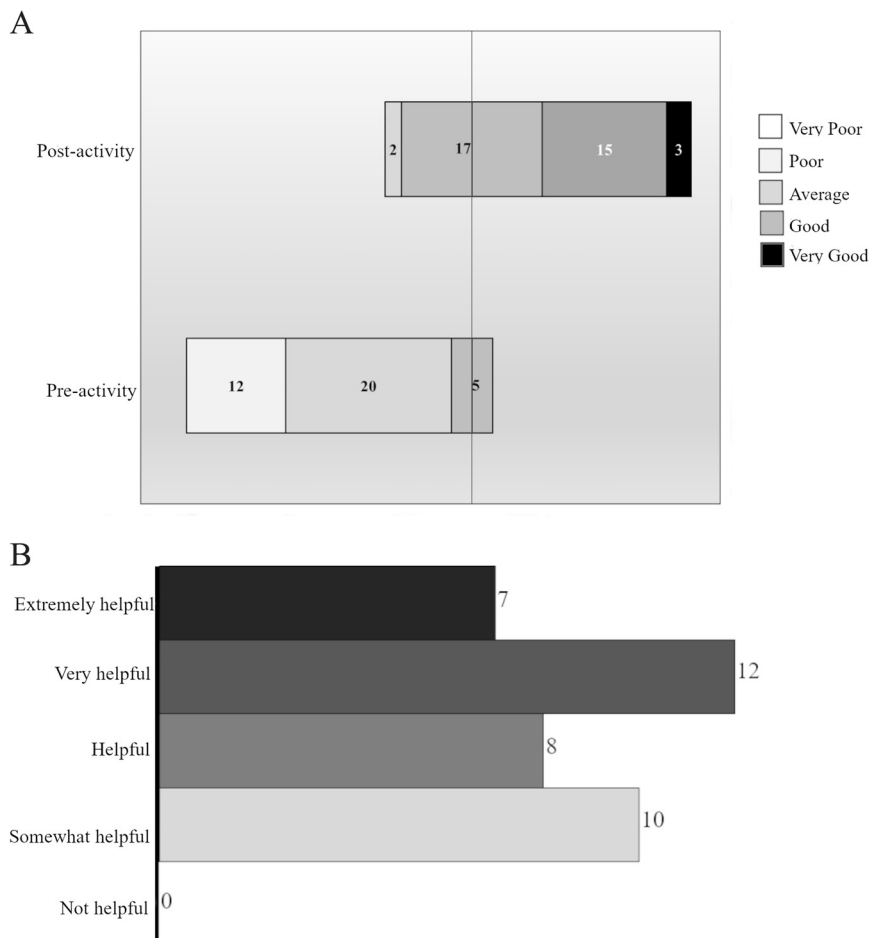 A
Post-activity
2
17
15
3
Very Poor
Poor
Average
Good
Very Good
Pre-activity
12
20
5
B
Extremely helpful
7
Very helpful
12
Helpful
8
Somewhat helpful
10
Not helpful
0